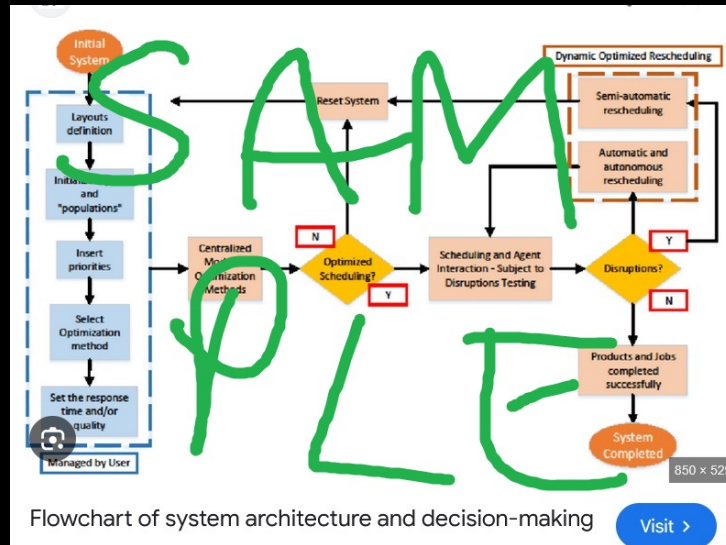 Initial
System
Dynamic Optimized Rescheduling
Layouts
definition
Reset System
Semi-automatic
rescheduling
Automatic and
autonomous
rescheduling
and
"populations"
Insert
priorities
Centralized
Methods
N
Optimized
Scheduling?
Y
Scheduling and Agent
Interaction - Subject to
Disruptions Testing
Disruptions?
Y
N
Select
Optimization
method
Set the response
time and/or
quality
Managed by User
Products and Jobs
completed
successfully
System
Completed
SAM
PLE
Flowchart of system architecture and decision-making
Visit >